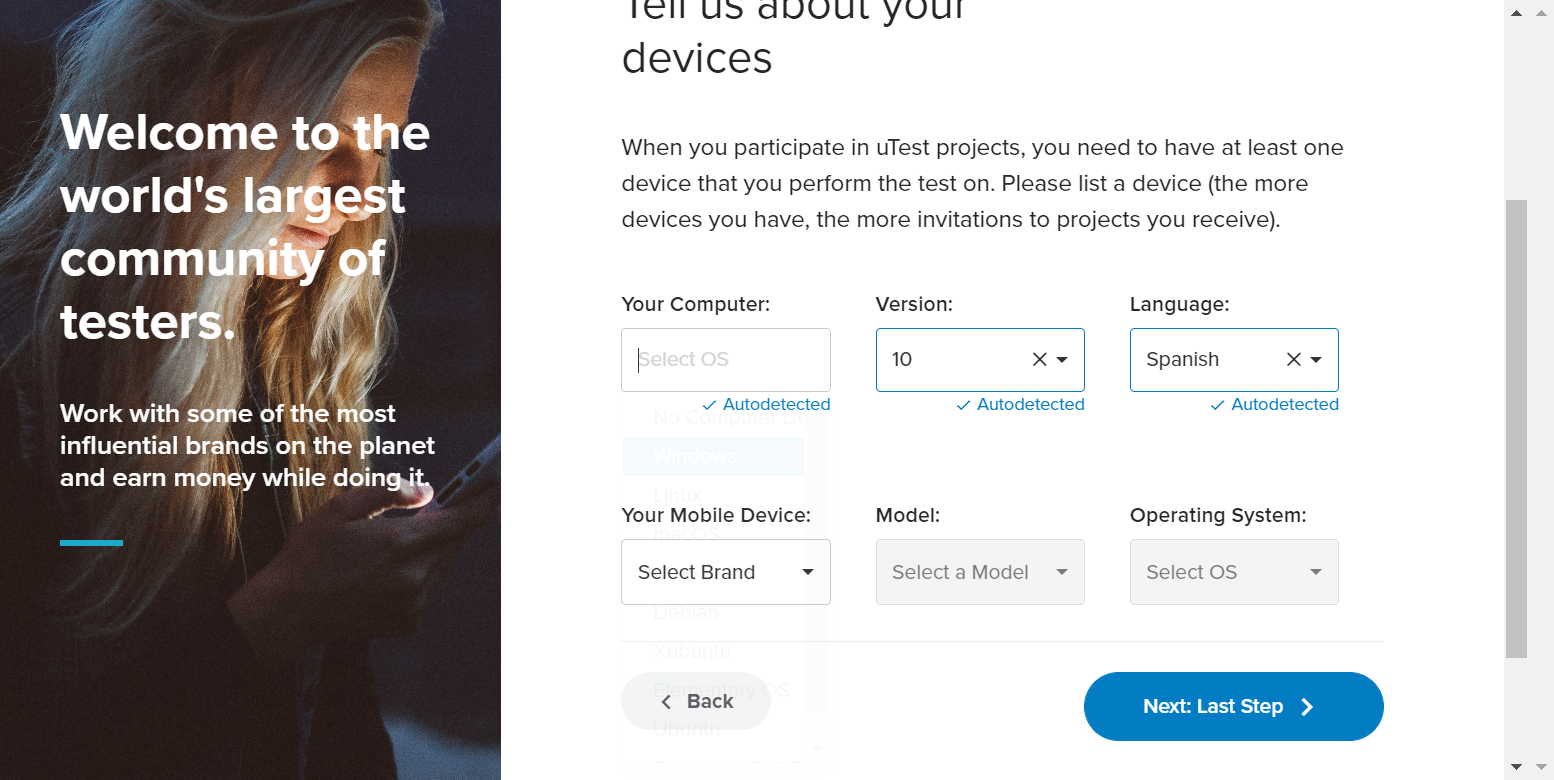 Welcome to the
world's largest
community of
testers.
Work with some of the most
influential brands on the planet
and earn money while doing it.
Tell us about your
devices
When you participate in uTest projects, you need to have at least one
device that you perform the test on. Please list a device (the more
devices you have, the more invitations to projects you receive).
Your Computer:
Version:
Language:
Select OS
10
Spanish
Autodetected
Autodetected
Autodetected
No Computer
Windows
Linux
macOS
Your Mobile Device:
Model:
Operating System:
Select Brand
Select a Model
Select OS
Debian
Xubuntu
Elementary OS
Ubuntu
Back
Next: Last Step